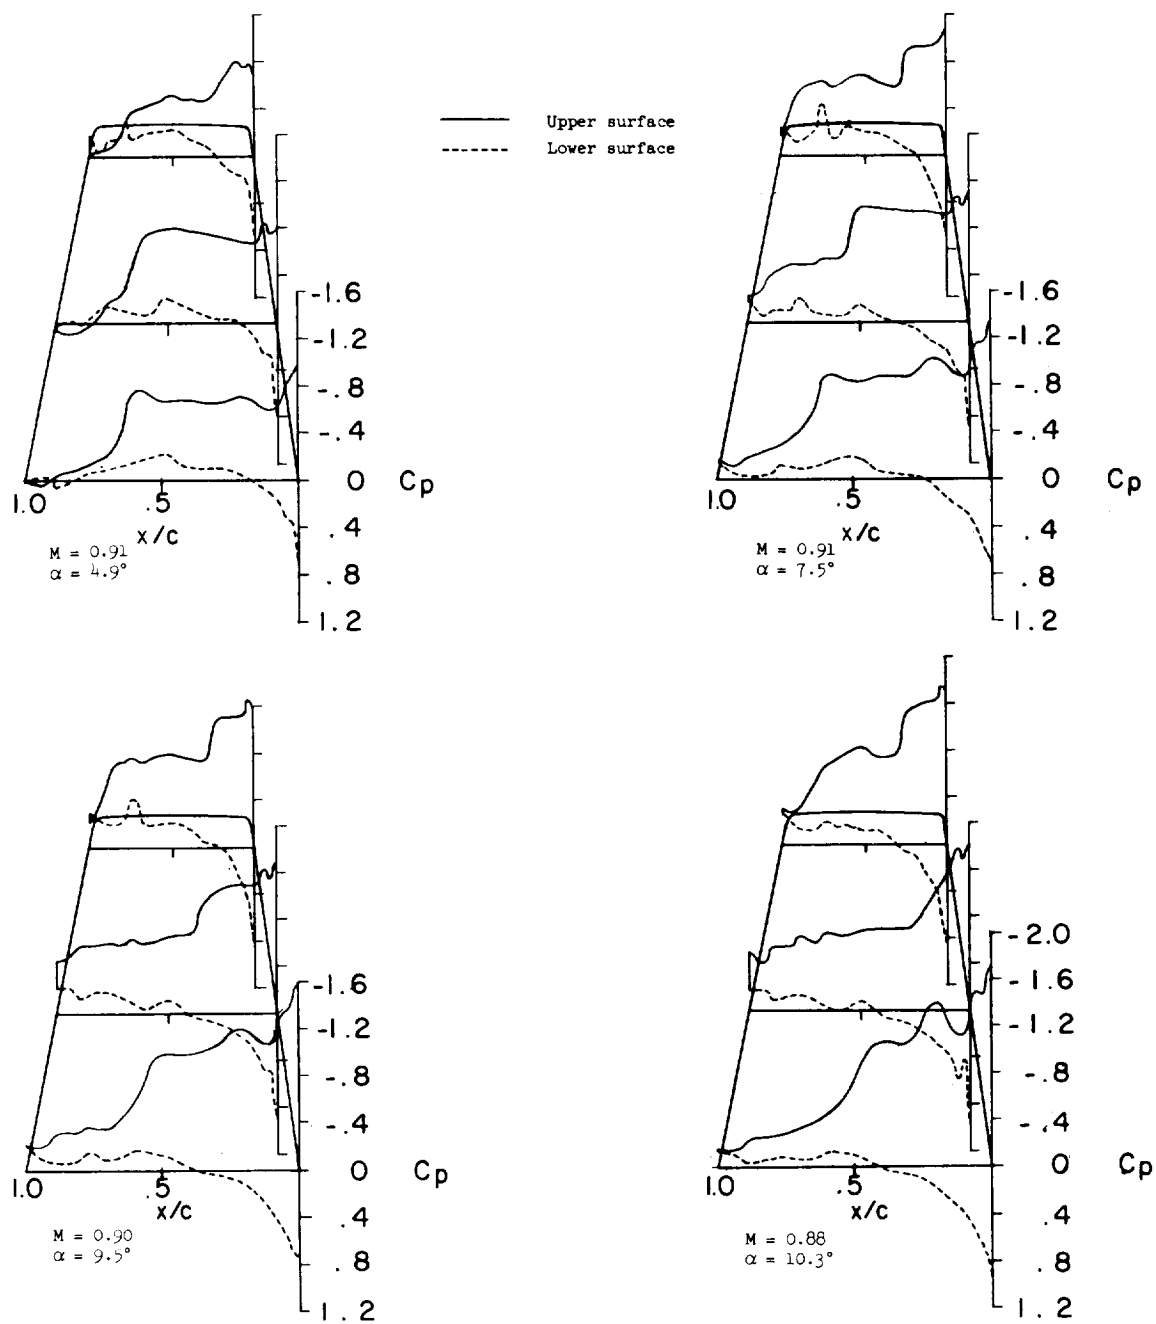 Upper surface
Lower surface
-1.6
-1.2
-.8
-.4
0
.4
.8
1.2
Cp
1.0
.5
x/c
M = 0.91
α = 4.9°
-1.6
-1.2
-.8
-.4
0
.4
.8
1.2
Cp
1.0
.5
x/c
M = 0.91
α = 7.5°
-1.6
-1.2
-.8
-.4
0
.4
.8
1.2
Cp
1.0
.5
x/c
M = 0.90
α = 9.5°
-2.0
-1.6
-1.2
-.8
-.4
0
.4
.8
1.2
Cp
1.0
.5
x/c
M = 0.88
α = 10.3°